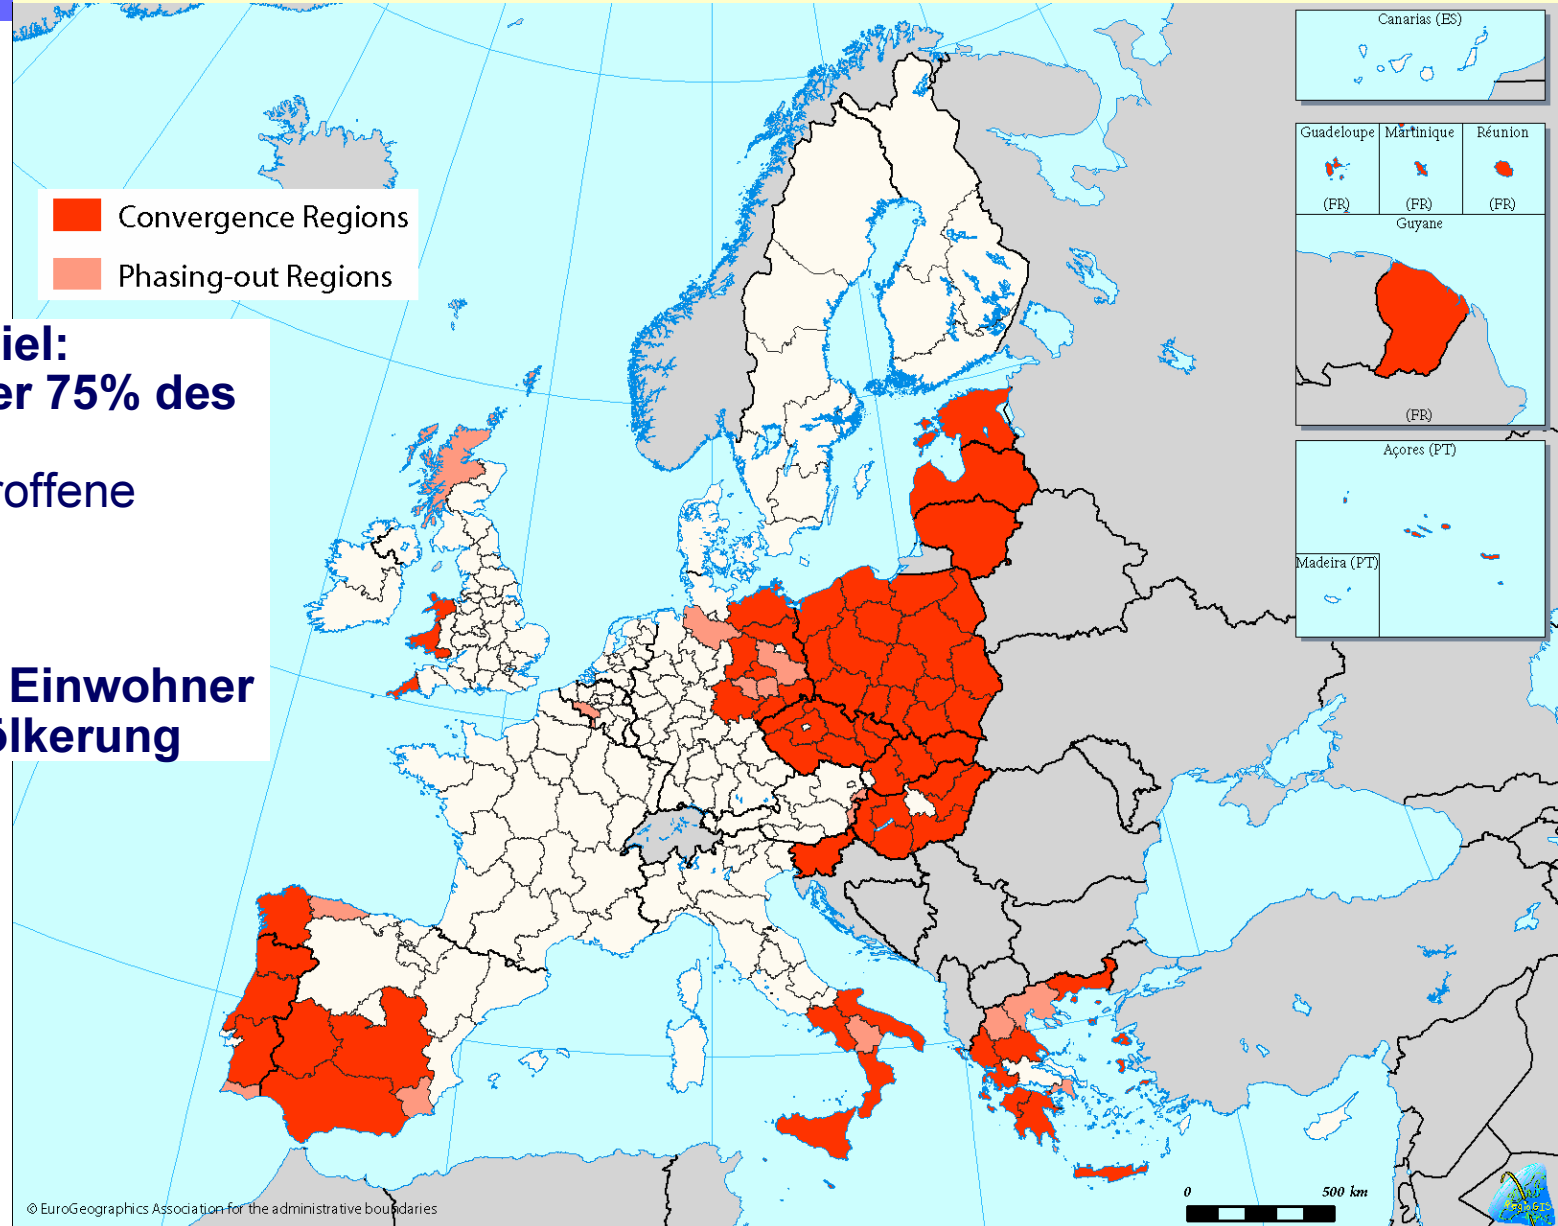 Convergence Regions
Phasing-out Regions
iel:
er 75% des
roffene
Einwohner
ölkerung
Canarias (ES)
Guadeloupe
Martinique
Réunion
(FR)
(FR)
(FR)
Guyane
(FR)
Açores (PT)
Madeira (PT)
0
500 km
© EuroGeographics Association for the administrative boundaries
RegioGIS